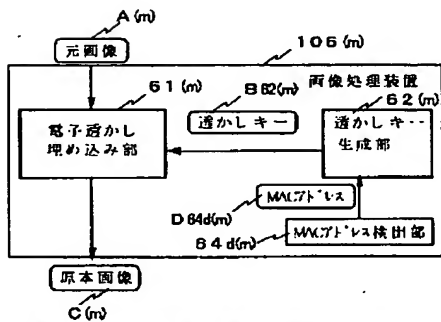 A(m)
元画像
106(m)
画像処理装置
61(m)
B62(m)
62(m)
電子透かし
埋め込み部
透かしキー
透かしキー
生成部
MACアドレス
D64d(m)
64d(m)
MACアドレス検出部
原本画像
C(m)